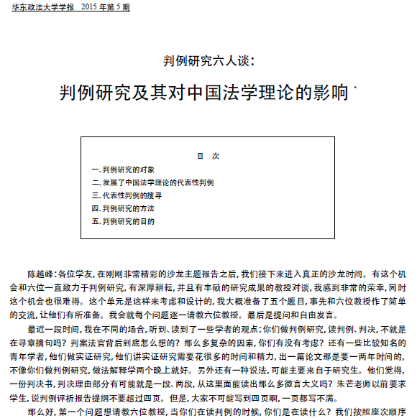 华东政法大学学报 2015 年第 5 期
判例研究六人谈:
判例研究及其对中国法学理论的影响*
目 次
一、判例研究的对象
二、发展了中国法学理论的代表性判例
三、代表性判例的搜寻
四、判例研究的方法
五、判例研究的目的
陈越峰:各位学友,在刚刚非常精彩的沙龙主题报告之后,我们接下来进入真正的沙龙时间。有这个机
会和六位一直致力于判例研究,有深厚耕耘,并且有丰硕的研究成果的教授对谈,我感到非常的荣幸,同时
这个机会也很难得。这个单元是这样来考虑和设计的,我大概准备了五个题目,事先和六位教授作了简单
的交流,让他们有所准备。我会就每个问题逐一请教六位教授。最后是提问和自由发言。
最近一段时间,我在不同的场合,听到、读到了一些学者的观点:你们做判例研究,读判例、判决,不就是
在寻章摘句吗?判案法官背后到底怎么想的?那么多复杂的因素,你们有没有考虑?还有一些比较知名的
青年学者,他们做实证研究,他们讲实证研究需要花很多的时间和精力,出一篇论文那是要一两年时间的,
不像你们做判例研究,做法解释学两个晚上就好。另外还有一种说法,可能主要来自于研究生。他们觉得,
一份判决书,判决理由部分有可能就是一段、两段,从这里面能读出那么多微言大义吗?朱芒老师以前要求
学生,说判例评析报告提纲不要超过四页。但是,大家不可能写到四页啊,一页都写不满。
那么好,第一个问题想请教六位教授,当你们在读判例的时候,你们是在读什么?我们按照座次顺序